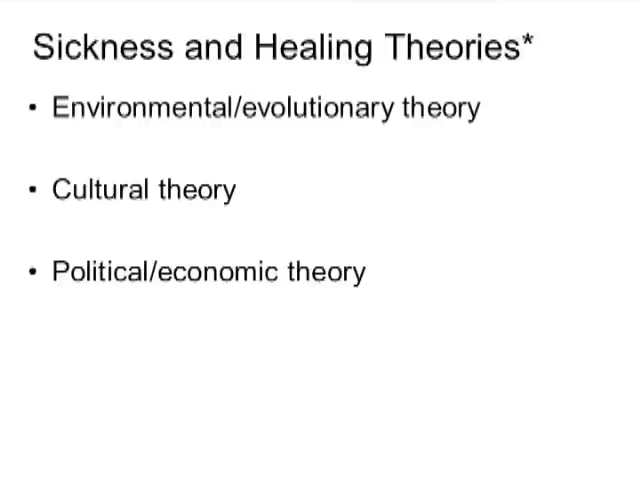 Sickness and Healing Theories*
• Environmental/evolutionary theory
• Cultural theory
• Political/economic theory